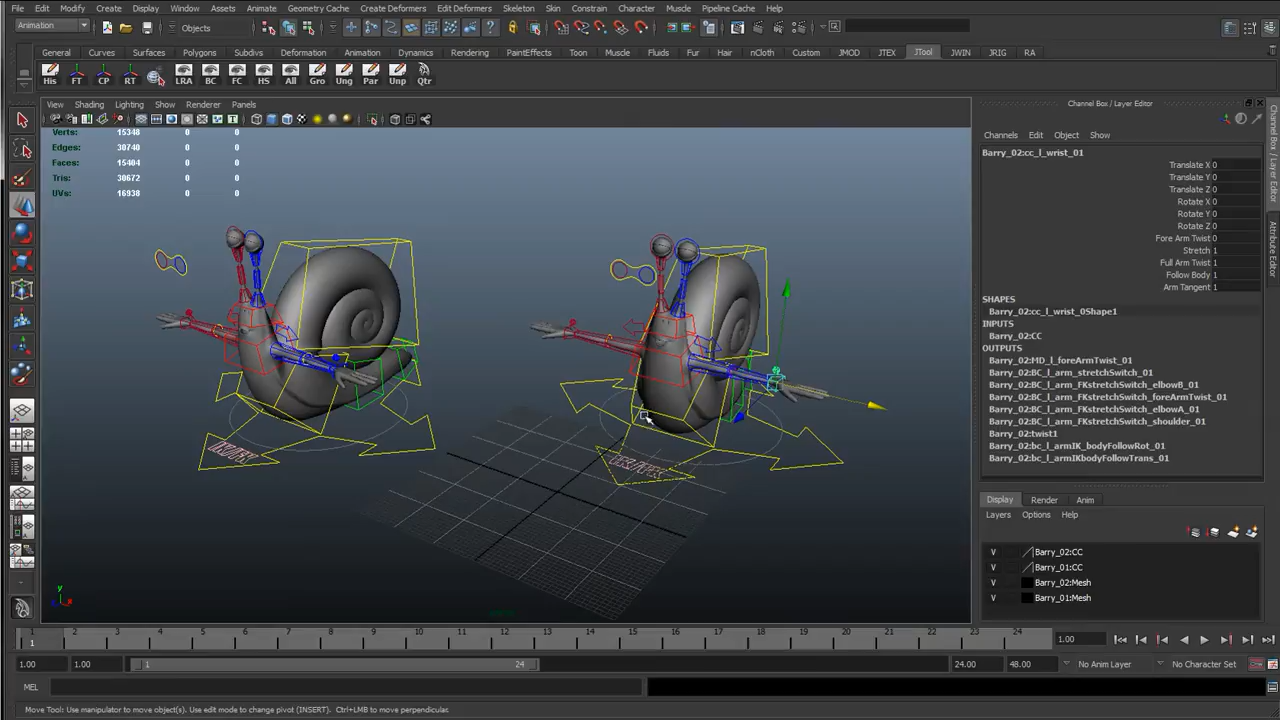 File Edit Modify Create Display Window Assets Animate Geometry Cache Create Deformers Edit Deformers Skeleton Skin Constrain Character Muscle Pipeline Cache Help
Animation Objects
General Curves Surfaces Polygons Subdivs Deformation Animation Dynamics Rendering PaintEffects Toon Muscle Fluids Fur Hair nCloth Custom JMOD JTEX JTool JWIN JRIG RA
His FT CP RT LRA BC FC HS All Gro Ung Par Unp Qtr
View Shading Lighting Show Renderer Panels
Verts: 15348 0 0
Edges: 30740 0 0
Faces: 15404 0 0
Tris: 30672 0 0
UVs: 16938 0 0
Channel Box / Layer Editor
Channels Edit Object Show
Barry_02:cc_l_wrist_01
Translate X 0
Translate Y 0
Translate Z 0
Rotate X 0
Rotate Y 0
Rotate Z 0
Fore Arm Twist 0
Stretch 1
Full Arm Twist 1
Follow Body 1
Arm Tangent 1
SHAPES
Barry_02:cc_l_wrist_0Shape1
INPUTS
Barry_02:CC
OUTPUTS
Barry_02:MD_l_foreArmTwist_01
Barry_02:BC_l_arm_stretchSwitch_01
Barry_02:BC_l_arm_FKstretchSwitch_elbowB_01
Barry_02:BC_l_arm_FKstretchSwitch_foreArmTwist_01
Barry_02:BC_l_arm_FKstretchSwitch_elbowA_01
Barry_02:BC_l_arm_FKstretchSwitch_shoulder_01
Barry_02:twist1
Barry_02:bc_l_armIK_bodyFollowRot_01
Barry_02:bc_l_armIKbodyFollowTrans_01
Display Render Anim
Layers Options Help
V Barry_02:CC
V Barry_01:CC
V Barry_02:Mesh
V Barry_01:Mesh
Channel Box / Layer Editor
Attribute Editor
y
1 2 3 4 5 6 7 8 9 10 11 12 13 14 15 16 17 18 19 20 21 22 23 24
1 1.00
1.00 1.00 1 24 24.00 48.00 No Anim Layer No Character Set
MEL
Move Tool: Use manipulator to move object(s). Use edit mode to change pivot (INSERT). Ctrl+LMB to move perpendicular.